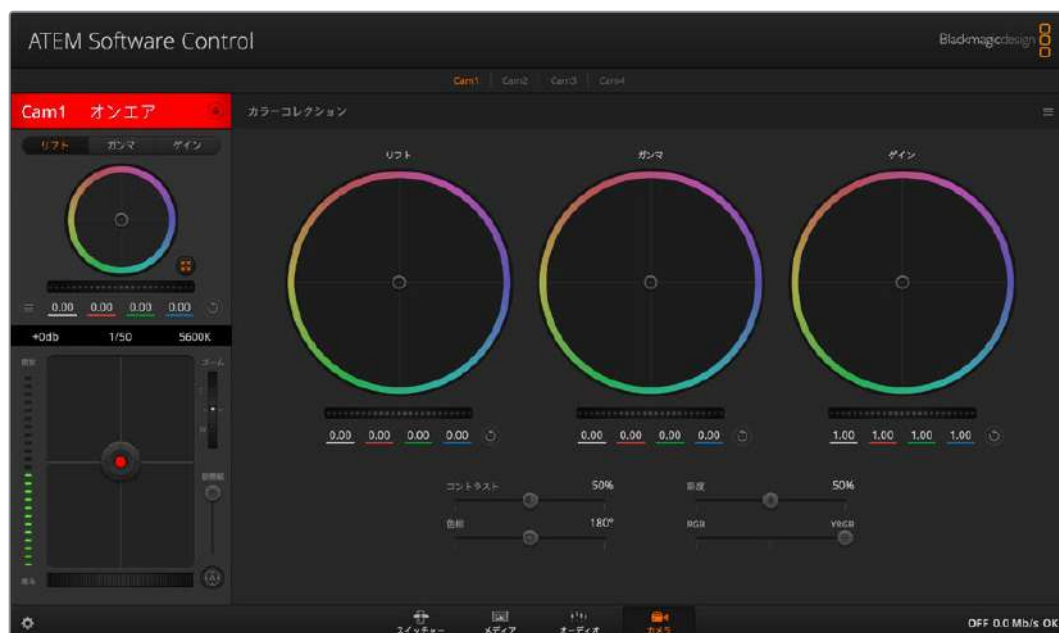 ATEM Software Control
Blackmagicdesign
Cam1 Cam2 Cam3 Cam4
Cam1 オンエア
カラーコレクション
リフト ガンマ ゲイン
リフト ガンマ ゲイン
0.00 0.00 0.00 0.00
+0db 1/50 5600K
ズーム
T
W
0.00 0.00 0.00 0.00
0.00 0.00 0.00 0.00
1.00 1.00 1.00 1.00
コントラスト 50%
彩度 50%
色相 180°
RGB YRGB
A
スイッチャー メディア オーディオ カメラ
OFF 0.0 Mb/s OK